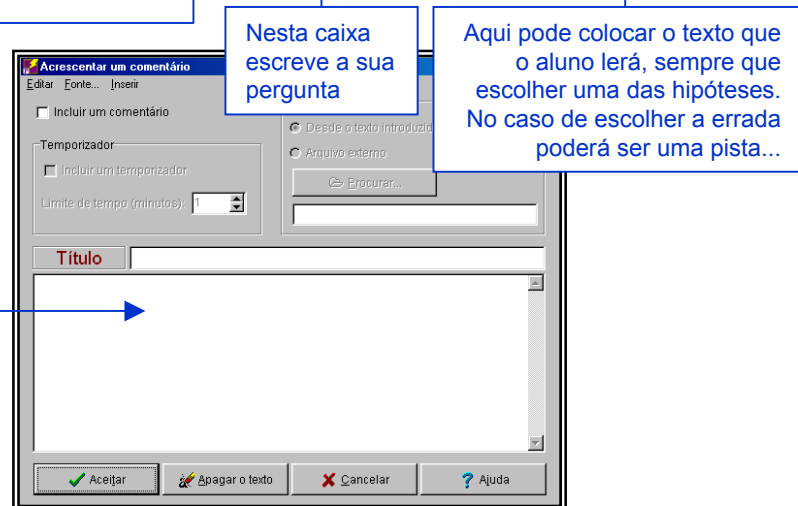 Nesta caixa
escreve a sua
pergunta
Aqui pode colocar o texto que
o aluno lerá, sempre que
escolher uma das hipóteses.
No caso de escolher a errada
poderá ser uma pista...
Acrescentar um comentário
Editar Fonte... Inserir
Incluir um comentário
Temporizador
Incluir um temporizador
Limite de tempo (minutos): 1
Desde o texto introduzid
Arquivo externo
Procurar...
Título
Aceitar Apagar o texto Cancelar Ajuda